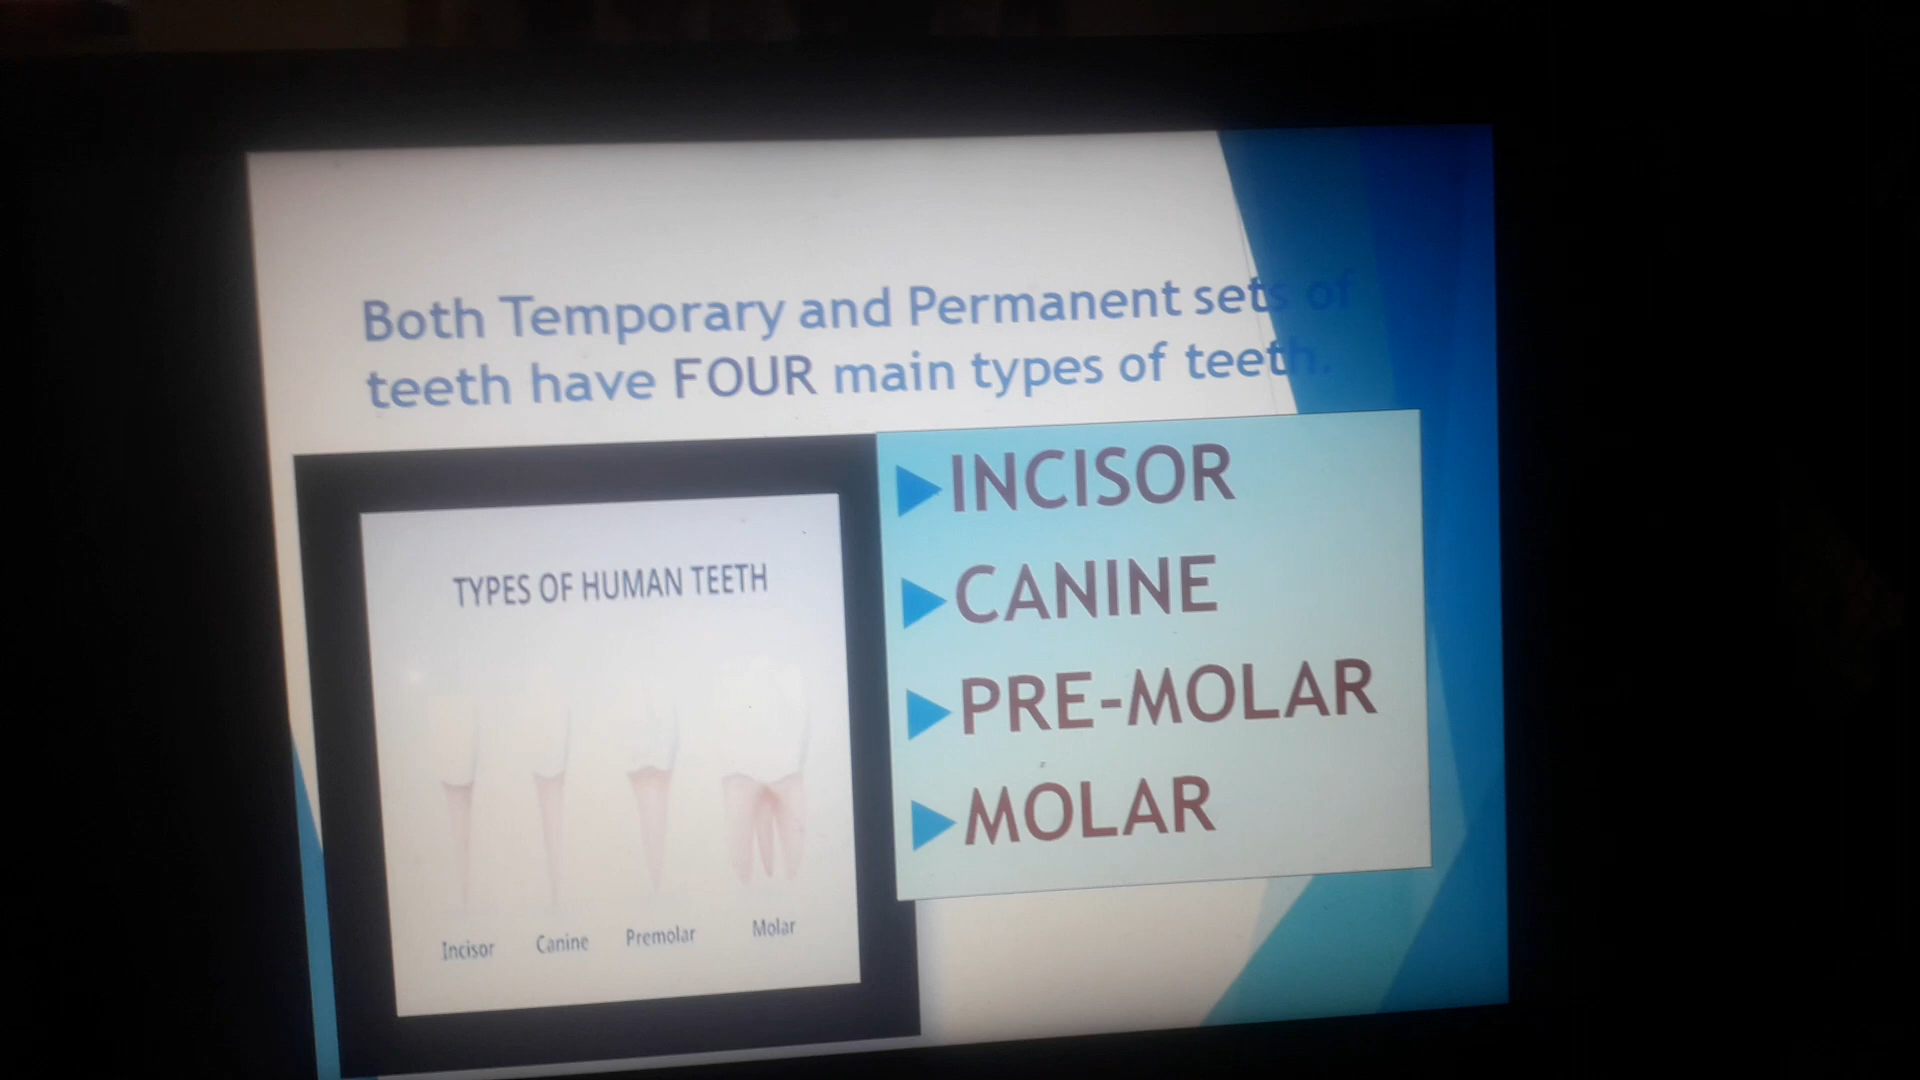 Both Temporary and Permanent sets of
teeth have FOUR main types of teeth.
TYPES OF HUMAN TEETH
Incisor Canine Premolar Molar
INCISOR
CANINE
PRE-MOLAR
MOLAR